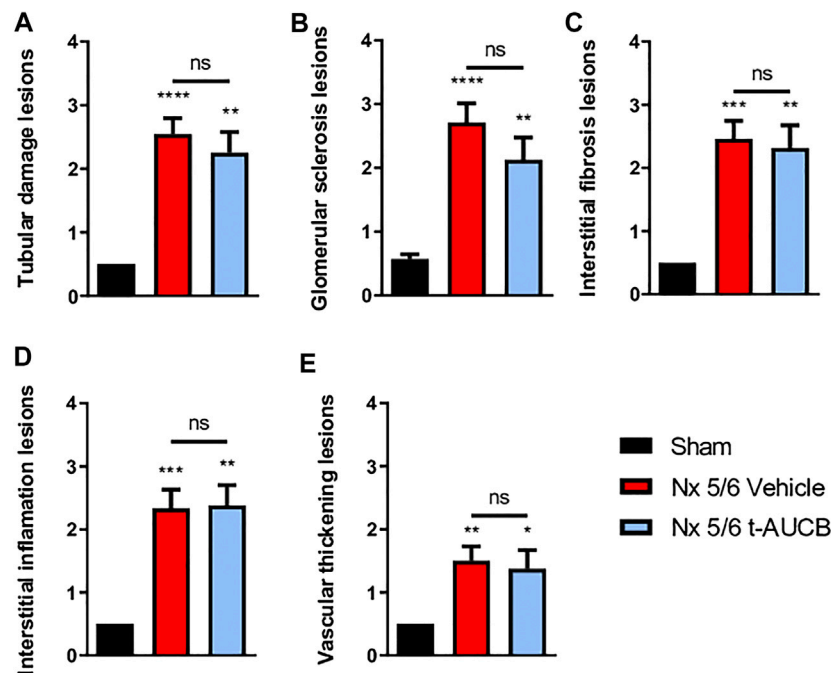 A
Tubular damage lesions
4
3
2
1
0
ns
****
**
B
Glomerular sclerosis lesions
4
3
2
1
0
ns
****
**
C
Interstitial fibrosis lesions
4
3
2
1
0
ns
***
**
D
Interstitial inflamation lesions
4
3
2
1
0
ns
***
**
E
Vascular thickening lesions
4
3
2
1
0
ns
**
*
Sham
Nx 5/6 Vehicle
Nx 5/6 t-AUCB